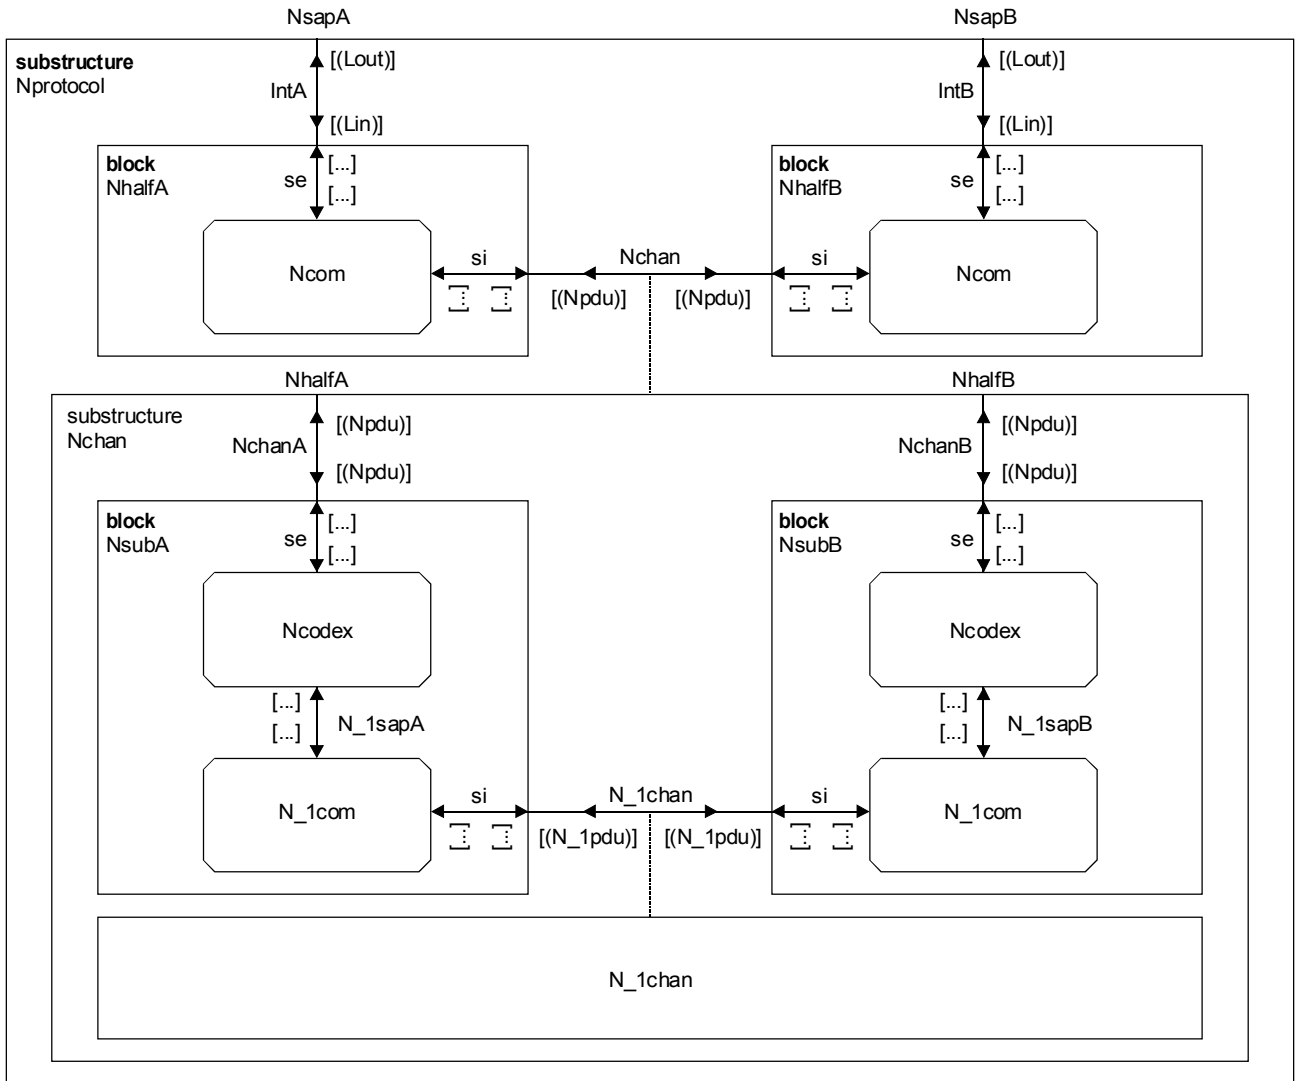 NsapA NsapB
substructure
Nprotocol
[(Lout)] [(Lout)]
IntA IntB
[(Lin)] [(Lin)]
block
NhalfA
[...]
se
[...]
block
NhalfB
[...]
se
[...]
Ncom
si
[...] [...]
Nchan
[(Npdu)] [(Npdu)]
si
[...] [...]
Ncom
NhalfA NhalfB
substructure
Nchan
[(Npdu)] [(Npdu)]
NchanA NchanB
[(Npdu)] [(Npdu)]
block
NsubA
[...]
se
[...]
block
NsubB
[...]
se
[...]
Ncodex Ncodex
[...] [...]
N_1sapA N_1sapB
[...] [...]
N_1com
si
[...] [...]
N_1chan
[(N_1pdu)] [(N_1pdu)]
si
[...] [...]
N_1com
N_1chan